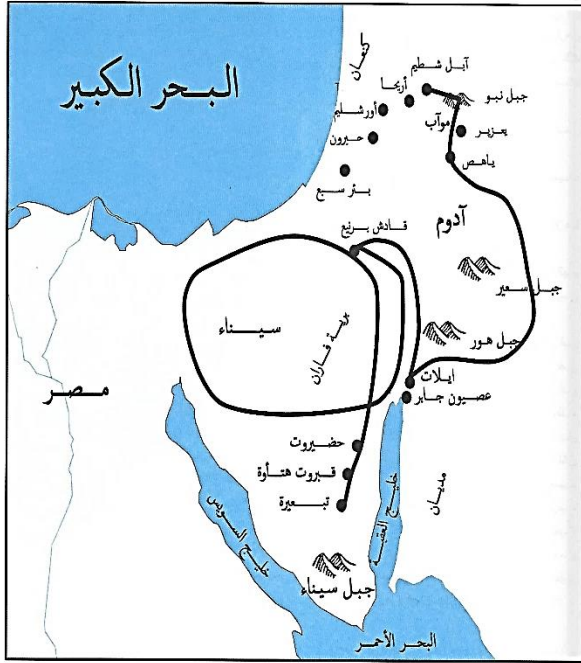 كنعان
آبل شطيم
البحر الكبير
أريحا
جبل نبو
أورشليم
موآب
يعزير
حبرون
ياهص
بئر سبع
آدوم
قادش برنيع
جبل سعير
سيناء
برية فاران
جبل هور
ايلات
مصر
عصيون جابر
حضيروت
قبروت هتأوة
مديان
تبعيرة
خليج العقبة
خليج السويس
جبل سيناء
البحر الأحمر